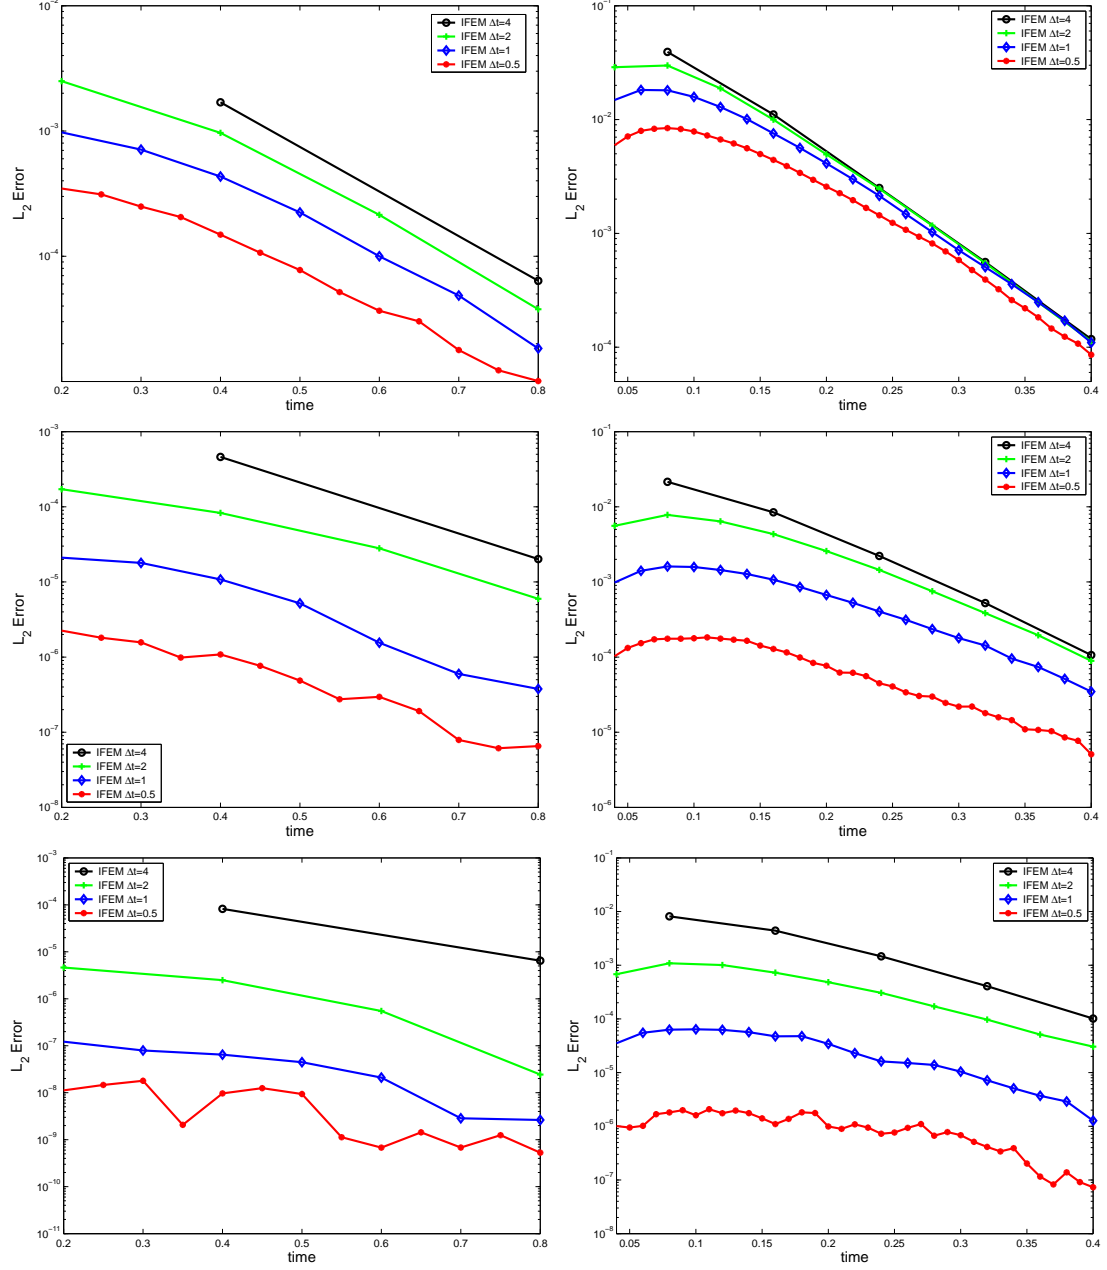 10⁻²
10⁻³
10⁻⁴
L₂ Error
0.2 0.3 0.4 0.5 0.6 0.7 0.8
time
IFEM Δt=4
IFEM Δt=2
IFEM Δt=1
IFEM Δt=0.5
10⁻¹
10⁻²
10⁻³
10⁻⁴
L₂ Error
0.05 0.1 0.15 0.2 0.25 0.3 0.35 0.4
time
IFEM Δt=4
IFEM Δt=2
IFEM Δt=1
IFEM Δt=0.5
10⁻³
10⁻⁴
10⁻⁵
10⁻⁶
10⁻⁷
10⁻⁸
L₂ Error
0.2 0.3 0.4 0.5 0.6 0.7 0.8
time
IFEM Δt=4
IFEM Δt=2
IFEM Δt=1
IFEM Δt=0.5
10⁻¹
10⁻²
10⁻³
10⁻⁴
10⁻⁵
10⁻⁶
L₂ Error
0.05 0.1 0.15 0.2 0.25 0.3 0.35 0.4
time
IFEM Δt=4
IFEM Δt=2
IFEM Δt=1
IFEM Δt=0.5
10⁻³
10⁻⁴
10⁻⁵
10⁻⁶
10⁻⁷
10⁻⁸
10⁻⁹
10⁻¹⁰
10⁻¹¹
L₂ Error
0.2 0.3 0.4 0.5 0.6 0.7 0.8
time
IFEM Δt=4
IFEM Δt=2
IFEM Δt=1
IFEM Δt=0.5
10⁻¹
10⁻²
10⁻³
10⁻⁴
10⁻⁵
10⁻⁶
10⁻⁷
10⁻⁸
L₂ Error
0.05 0.1 0.15 0.2 0.25 0.3 0.35 0.4
time
IFEM Δt=4
IFEM Δt=2
IFEM Δt=1
IFEM Δt=0.5